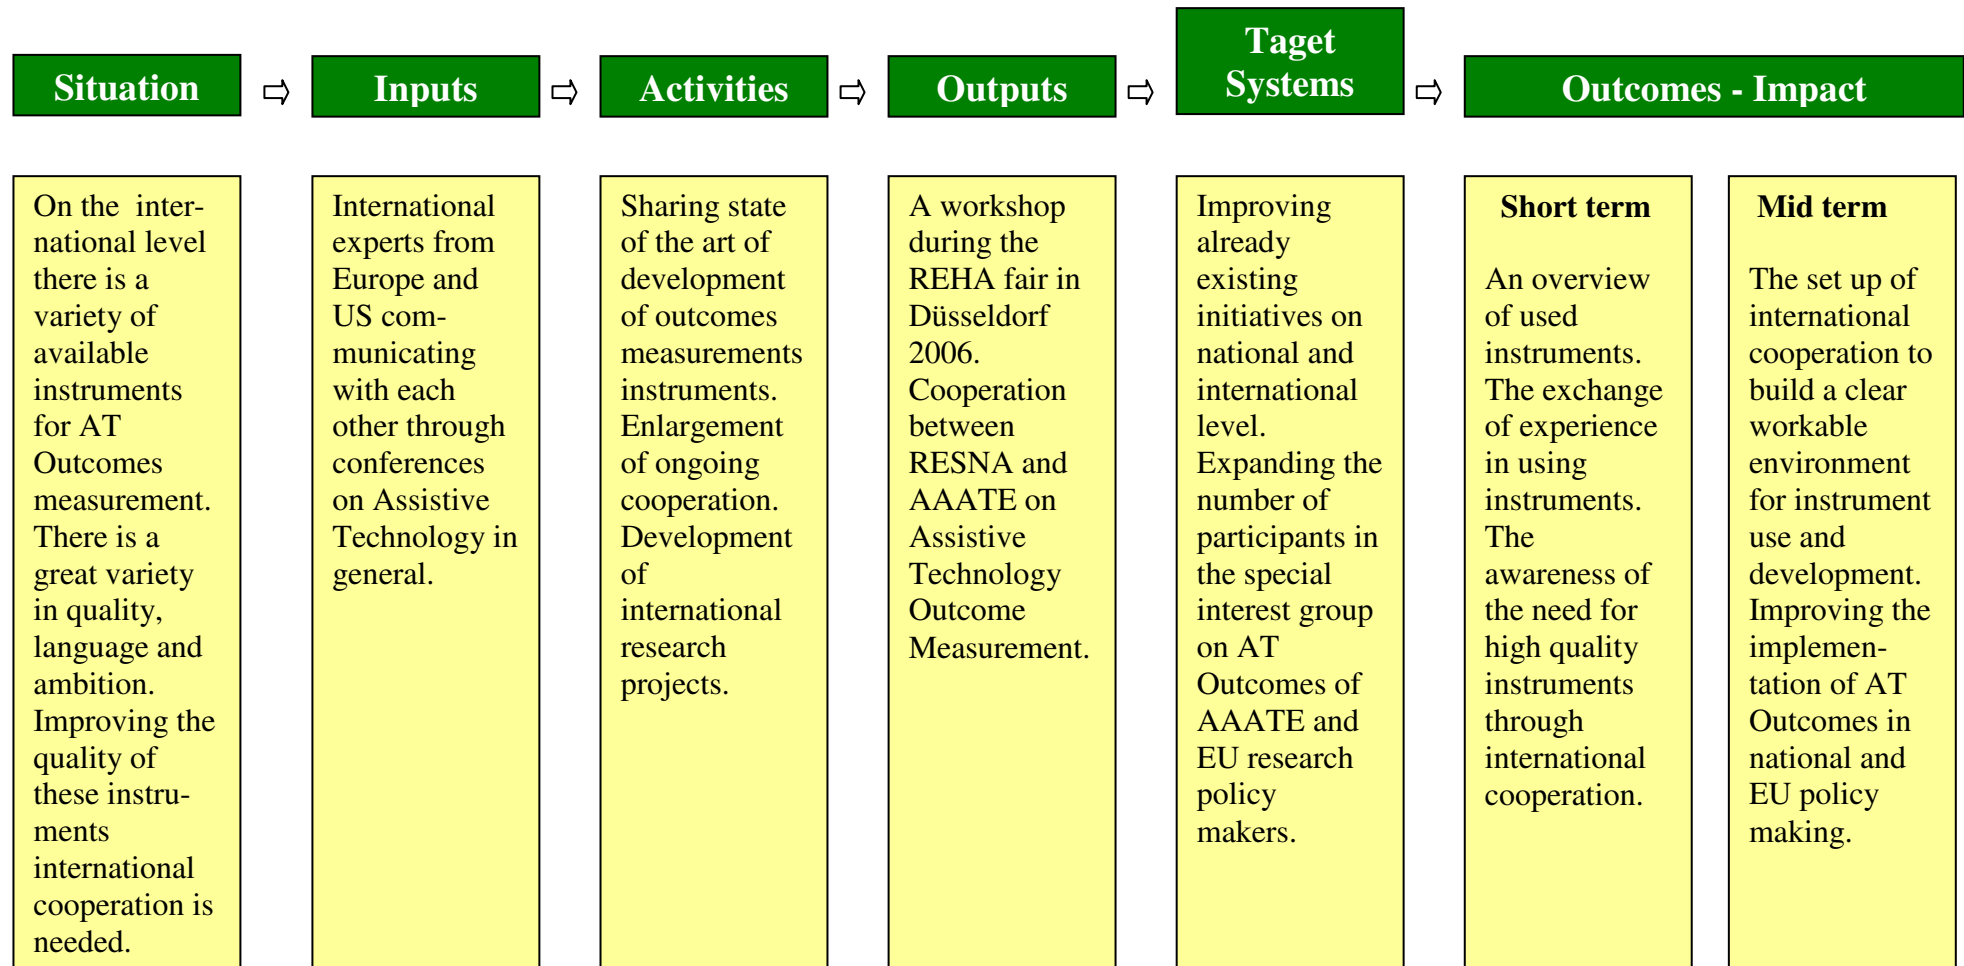 Situation
Inputs
Activities
Outputs
Taget
Systems
Outcomes - Impact
On the inter-
national level
there is a
variety of
available
instruments
for AT
Outcomes
measurement.
There is a
great variety
in quality,
language and
ambition.
Improving the
quality of
these instru-
ments
international
cooperation is
needed.
International
experts from
Europe and
US com-
municating
with each
other through
conferences
on Assistive
Technology in
general.
Sharing state
of the art of
development
of outcomes
measurements
instruments.
Enlargement
of ongoing
cooperation.
Development
of
international
research
projects.
A workshop
during the
REHA fair in
Düsseldorf
2006.
Cooperation
between
RESNA and
AAATE on
Assistive
Technology
Outcome
Measurement.
Improving
already
existing
initiatives on
national and
international
level.
Expanding the
number of
participants in
the special
interest group
on AT
Outcomes of
AAATE and
EU research
policy
makers.
Short term
An overview
of used
instruments.
The exchange
of experience
in using
instruments.
The
awareness of
the need for
high quality
instruments
through
international
cooperation.
Mid term
The set up of
international
cooperation to
build a clear
workable
environment
for instrument
use and
development.
Improving the
implemen-
tation of AT
Outcomes in
national and
EU policy
making.